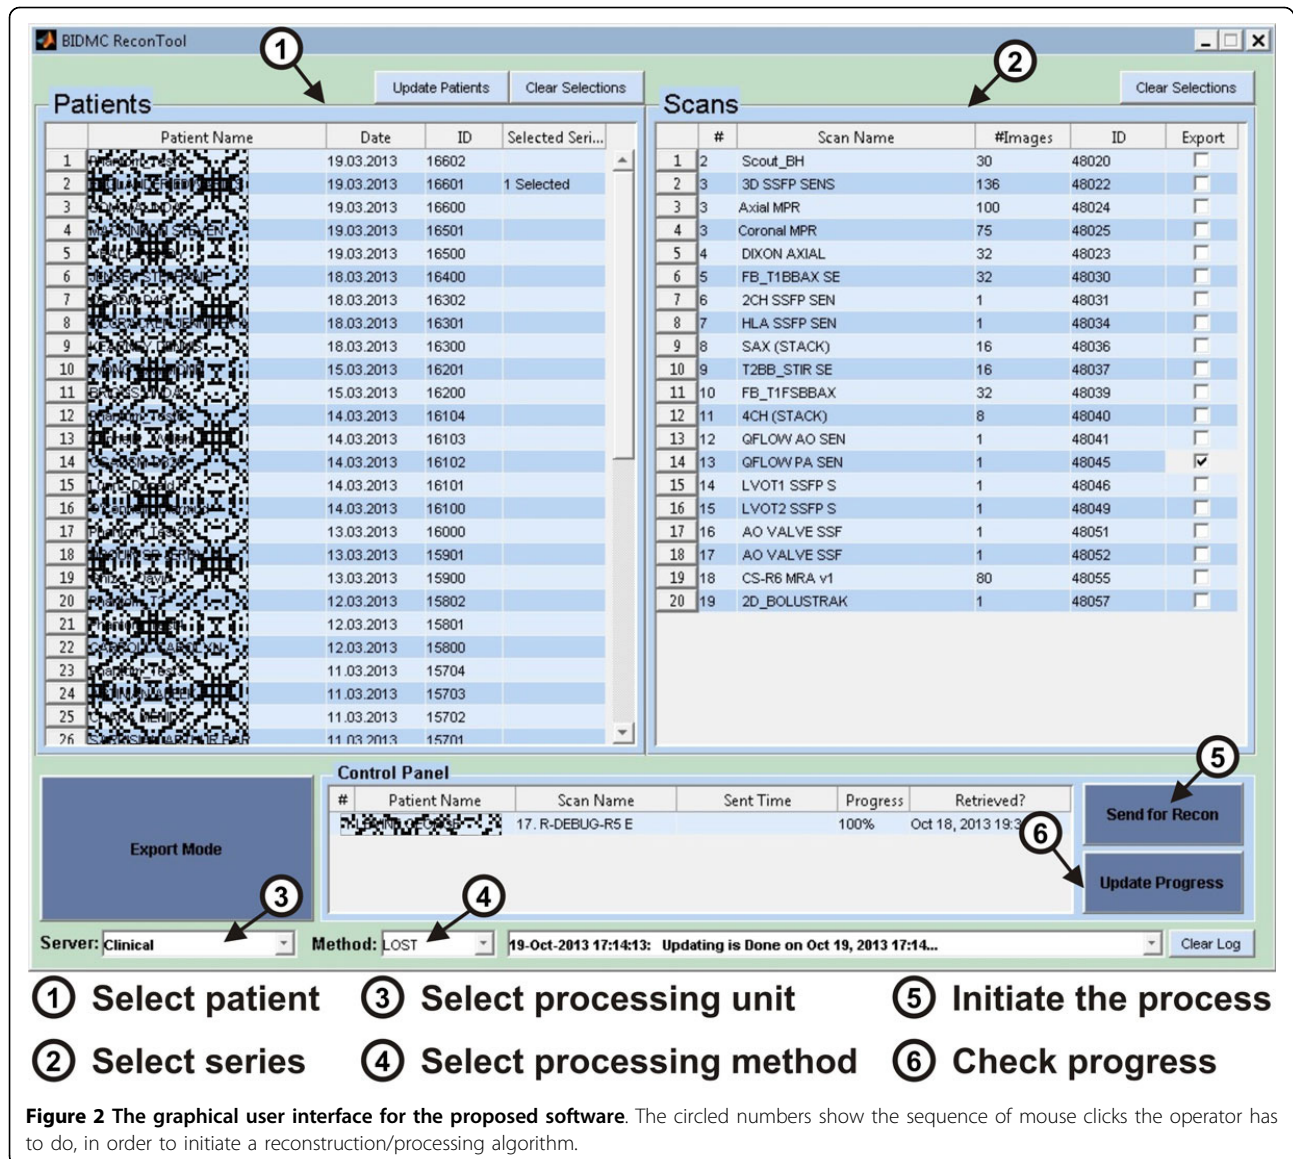 BIDMC ReconTool
1
2
Update Patients
Clear Selections
Clear Selections
Patients
Scans
Patient Name Date ID Selected Seri...
1 19.03.2013 16602
2 19.03.2013 16601 1 Selected
3 19.03.2013 16600
4 19.03.2013 16501
5 19.03.2013 16500
6 18.03.2013 16400
7 18.03.2013 16302
8 18.03.2013 16301
9 18.03.2013 16300
10 15.03.2013 16201
11 15.03.2013 16200
12 14.03.2013 16104
13 14.03.2013 16103
14 14.03.2013 16102
15 14.03.2013 16101
16 14.03.2013 16100
17 13.03.2013 16000
18 13.03.2013 15901
19 13.03.2013 15900
20 12.03.2013 15802
21 12.03.2013 15801
22 12.03.2013 15800
23 11.03.2013 15704
24 11.03.2013 15703
25 11.03.2013 15702
26 11.03.2013 15701
# Scan Name #Images ID Export
1 2 Scout_BH 30 48020
2 3 3D SSFP SENS 136 48022
3 3 Axial MPR 100 48024
4 3 Coronal MPR 75 48025
5 4 DIXON AXIAL 32 48023
6 5 FB_T1BBAX SE 32 48030
7 6 2CH SSFP SEN 1 48031
8 7 HLA SSFP SEN 1 48034
9 8 SAX (STACK) 16 48036
10 9 T2BB_STIR SE 16 48037
11 10 FB_T1FSBBAX 32 48039
12 11 4CH (STACK) 8 48040
13 12 QFLOW AO SEN 1 48041
14 13 QFLOW PA SEN 1 48045
15 14 LVOT1 SSFP S 1 48046
16 15 LVOT2 SSFP S 1 48049
17 16 AO VALVE SSF 1 48051
18 17 AO VALVE SSF 1 48052
19 18 CS-R6 MRA v1 80 48055
20 19 2D_BOLUSTRAK 1 48057
Export Mode
Control Panel
# Patient Name Scan Name Sent Time Progress Retrieved?
17. R-DEBUG-R5 E 100% Oct 18, 2013 19:3
5
Send for Recon
6
Update Progress
3
4
Server: Clinical
Method: LOST
19-Oct-2013 17:14:13: Updating is Done on Oct 19, 2013 17:14...
Clear Log
1 Select patient 3 Select processing unit 5 Initiate the process
2 Select series 4 Select processing method 6 Check progress
Figure 2 The graphical user interface for the proposed software. The circled numbers show the sequence of mouse clicks the operator has
to do, in order to initiate a reconstruction/processing algorithm.